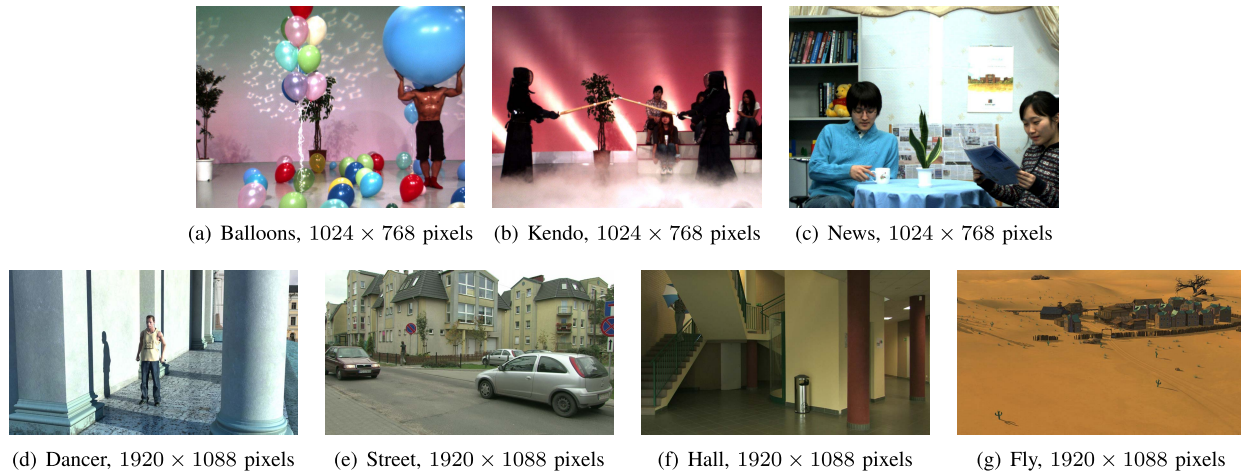 (a) Balloons, 1024 × 768 pixels
(b) Kendo, 1024 × 768 pixels
(c) News, 1024 × 768 pixels
(d) Dancer, 1920 × 1088 pixels
(e) Street, 1920 × 1088 pixels
(f) Hall, 1920 × 1088 pixels
(g) Fly, 1920 × 1088 pixels